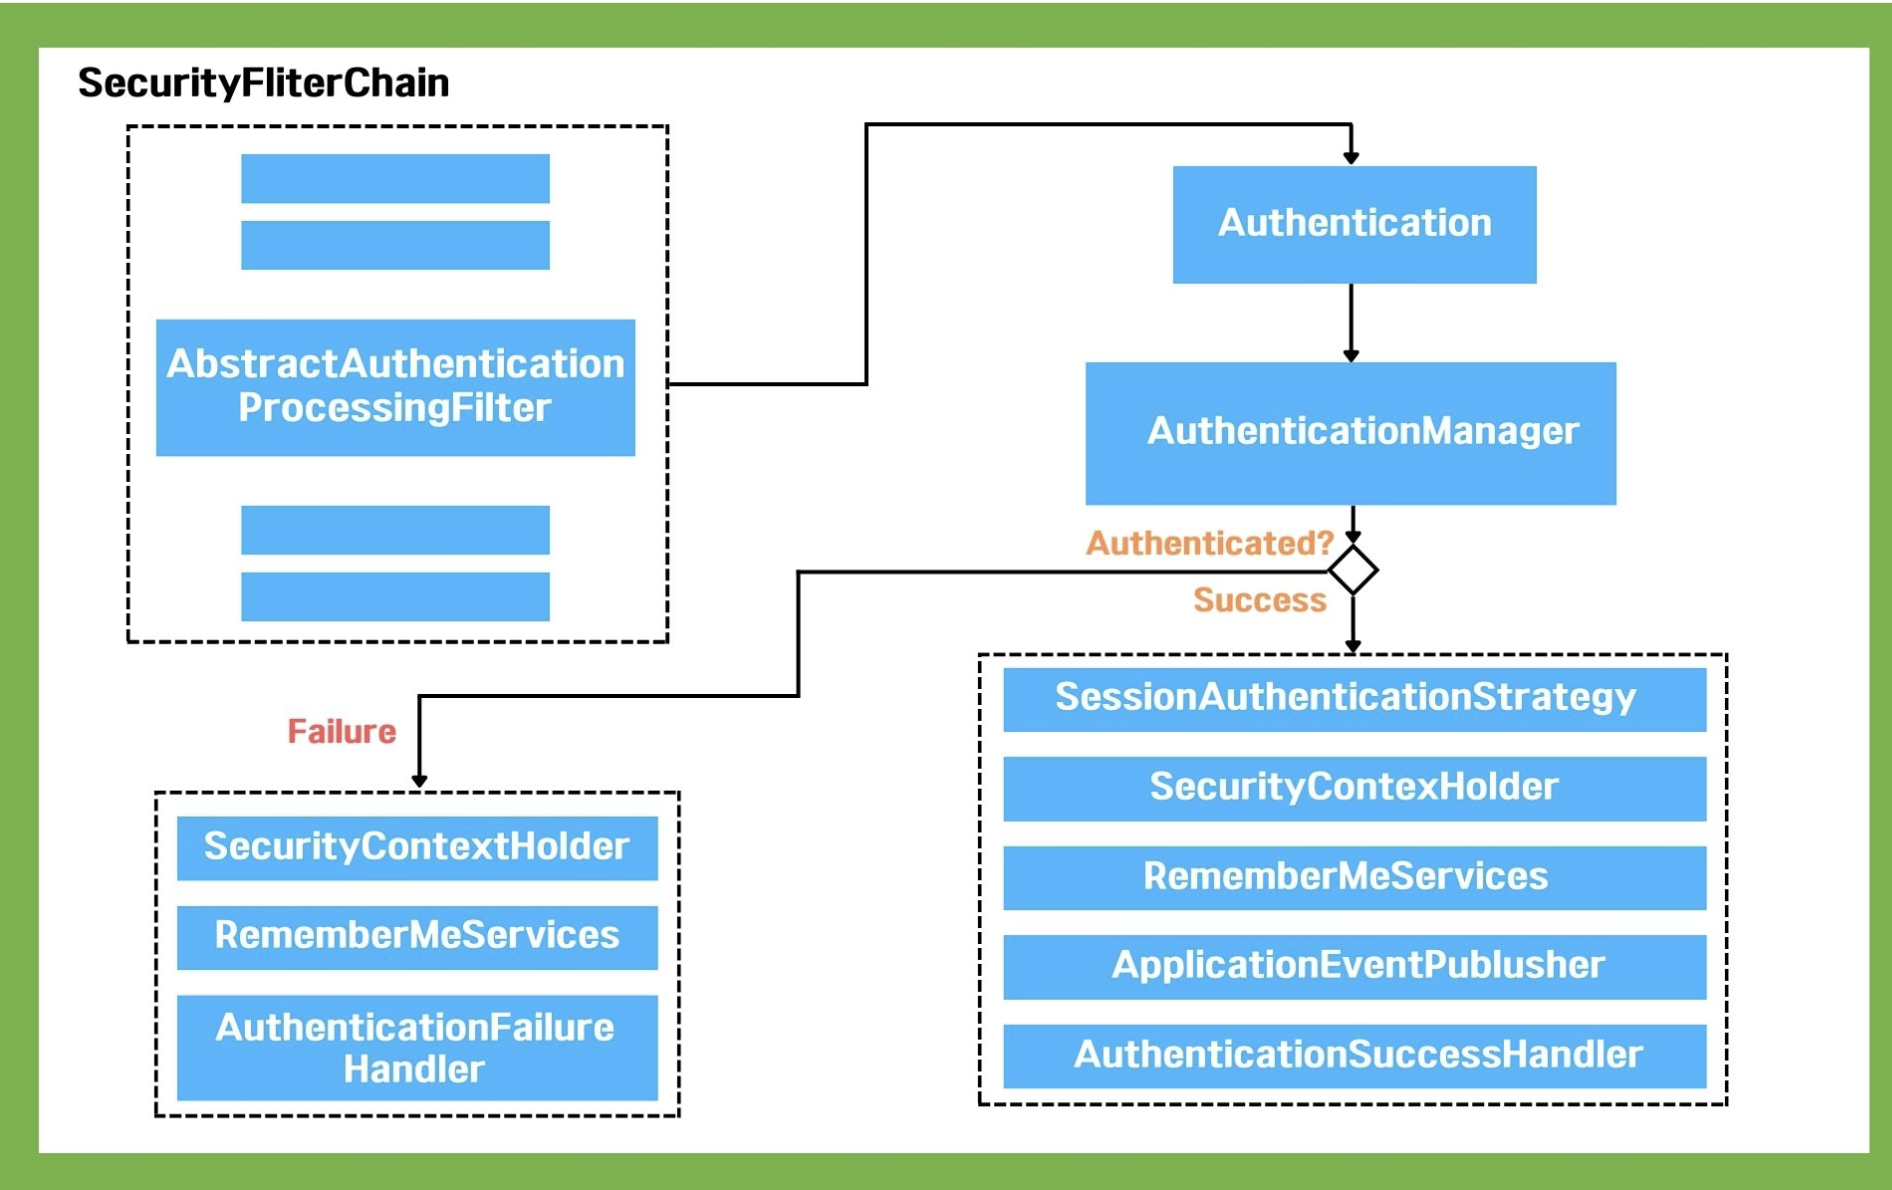 SecurityFliterChain
AbstractAuthentication
ProcessingFilter
Authentication
AuthenticationManager
Authenticated?
Success
Failure
SecurityContextHolder
RememberMeServices
AuthenticationFailure
Handler
SessionAuthenticationStrategy
SecurityContexHolder
RememberMeServices
ApplicationEventPublusher
AuthenticationSuccessHandler